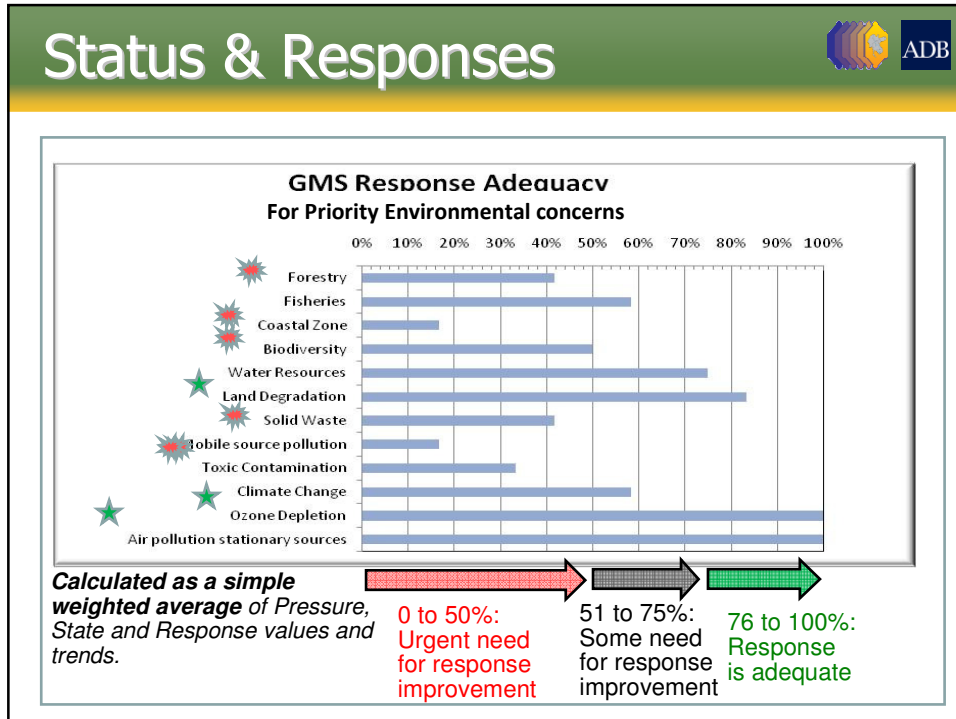 Status & Responses
ADB
GMS Response Adequacy
For Priority Environmental concerns
0% 10% 20% 30% 40% 50% 60% 70% 80% 90% 100%
Forestry
Fisheries
Coastal Zone
Biodiversity
Water Resources
Land Degradation
Solid Waste
Mobile source pollution
Toxic Contamination
Climate Change
Ozone Depletion
Air pollution stationary sources
Calculated as a simple
weighted average of Pressure,
State and Response values and
trends.
0 to 50%:
Urgent need
for response
improvement
51 to 75%:
Some need
for response
improvement
76 to 100%:
Response
is adequate